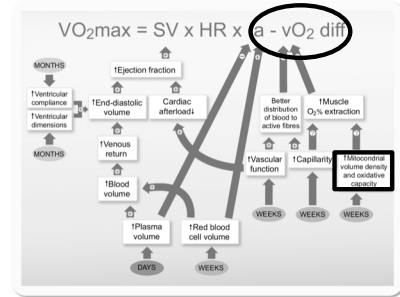 VO2max = SV x HR x a - vO2 diff
MONTHS
↑Ejection fraction
↑Ventricular
compliance
↑Ventricular
dimensions
↑End-diastolic
volume
Cardiac
afterload↓
Better
distribution
of blood to
active fibres
↑Muscle
O2% extraction
MONTHS
↑Venous
return
↑Vascular
function
↑Capillarity
↑Mitocondrial
volume density
and oxidative
capacity
↑Blood
volume
WEEKS
WEEKS
WEEKS
↑Plasma
volume
↑Red blood
cell volume
DAYS
WEEKS